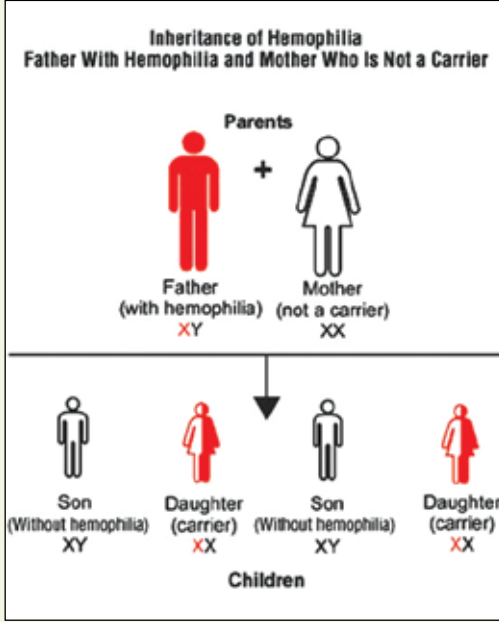 Inheritance of Hemophilia
Father With Hemophilia and Mother Who Is Not a Carrier
Parents
+
Father Mother
(with hemophilia) (not a carrier)
XY XX
Son Daughter Son Daughter
(Without hemophilia) (carrier) (Without hemophilia) (carrier)
XY XX XY XX
Children